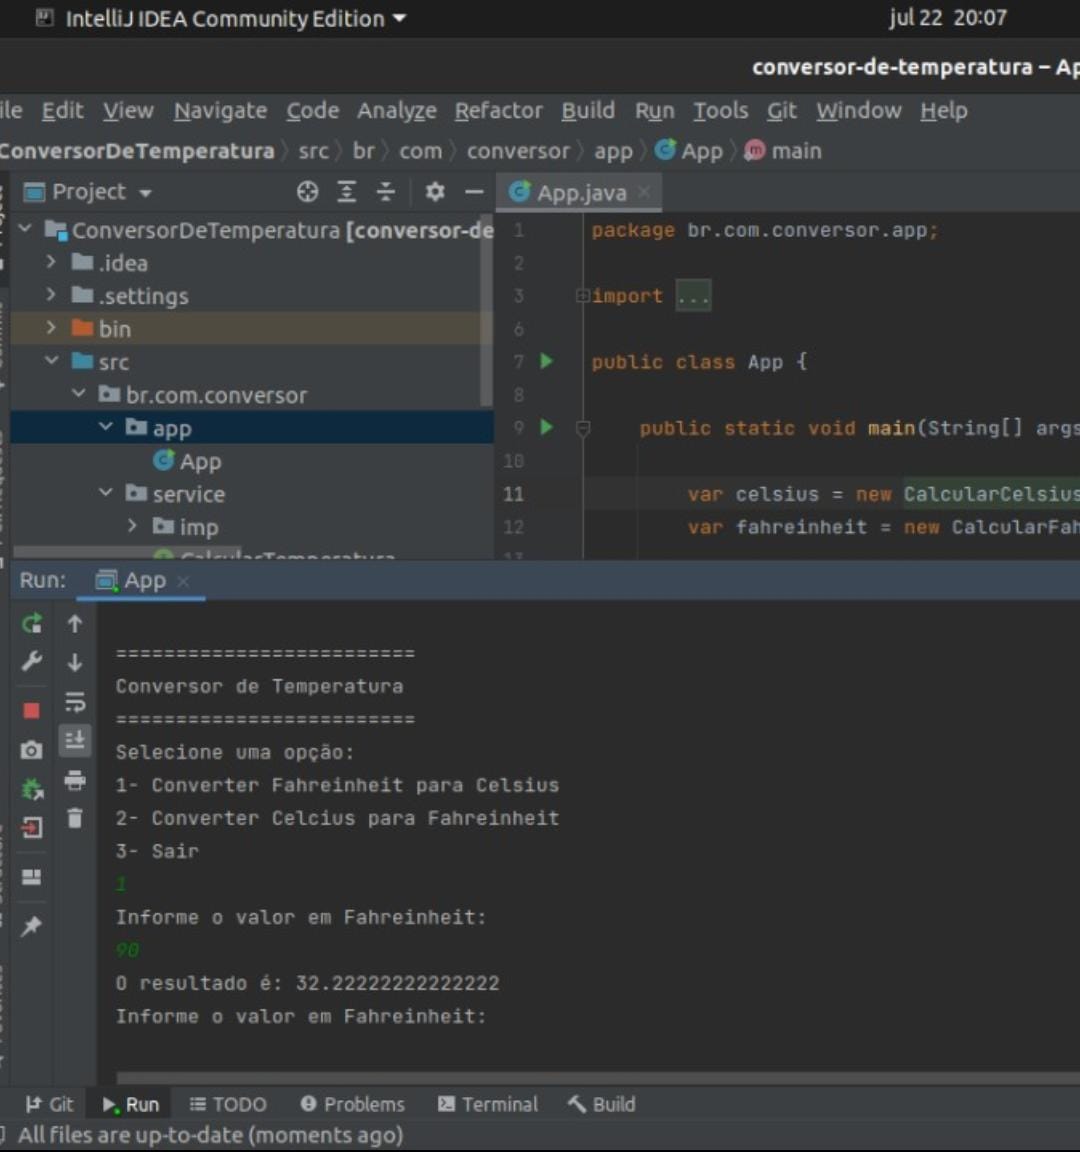 IntelliJ IDEA Community Edition jul 22 20:07
conversor-de-temperatura – Ap
ile Edit View Navigate Code Analyze Refactor Build Run Tools Git Window Help
ConversorDeTemperatura src br com conversor app App main
Project
App.java
ConversorDeTemperatura [conversor-de
.idea
.settings
bin
src
br.com.conversor
app
App
service
imp
CalcularTemperatura
1 package br.com.conversor.app;
2
3 import ...
6
7 public class App {
8
9 public static void main(String[] args
10
11 var celsius = new CalcularCelsius
12 var fahreinheit = new CalcularFah
13
Run: App
=========================
Conversor de Temperatura
=========================
Selecione uma opção:
1- Converter Fahreinheit para Celsius
2- Converter Celcius para Fahreinheit
3- Sair
1
Informe o valor em Fahreinheit:
90
O resultado é: 32.22222222222222
Informe o valor em Fahreinheit:
Git Run TODO Problems Terminal Build
All files are up-to-date (moments ago)